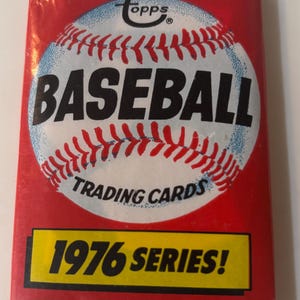 Topps®
BASEBALL
TRADING CARDS
1976 SERIES!